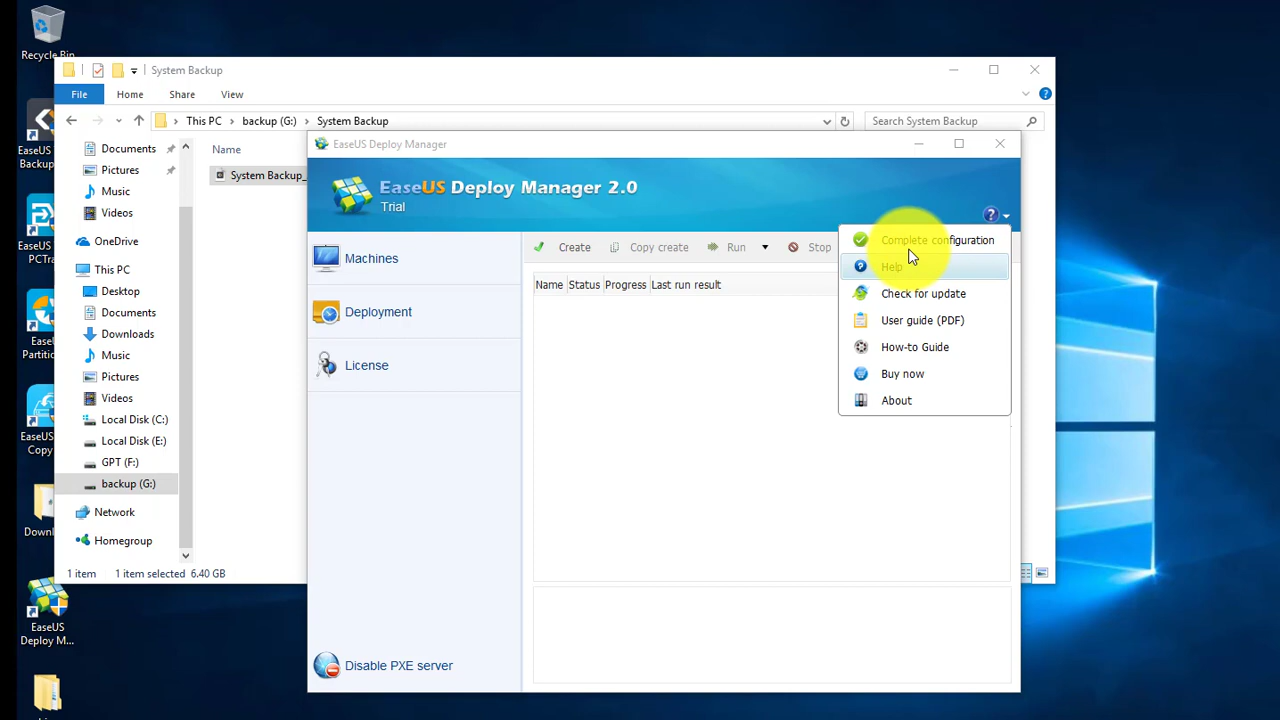 Recycle Bin
System Backup
File Home Share View
This PC backup (G:) System Backup
Search System Backup
Documents
Pictures
Music
Videos
OneDrive
This PC
Desktop
Documents
Downloads
Music
Pictures
Videos
Local Disk (C:)
Local Disk (E:)
GPT (F:)
backup (G:)
Network
Homegroup
Name
System Backup_
1 item 1 item selected 6.40 GB
EaseUS
Backup
EaseUS
PCTra
EaseUS
Partition
EaseUS
Copy
Downl
EaseUS
Deploy M...
EaseUS Deploy Manager
EaseUS Deploy Manager 2.0
Trial
Machines
Deployment
License
Disable PXE server
Create Copy create Run Stop
Name Status Progress Last run result
Complete configuration
Help
Check for update
User guide (PDF)
How-to Guide
Buy now
About